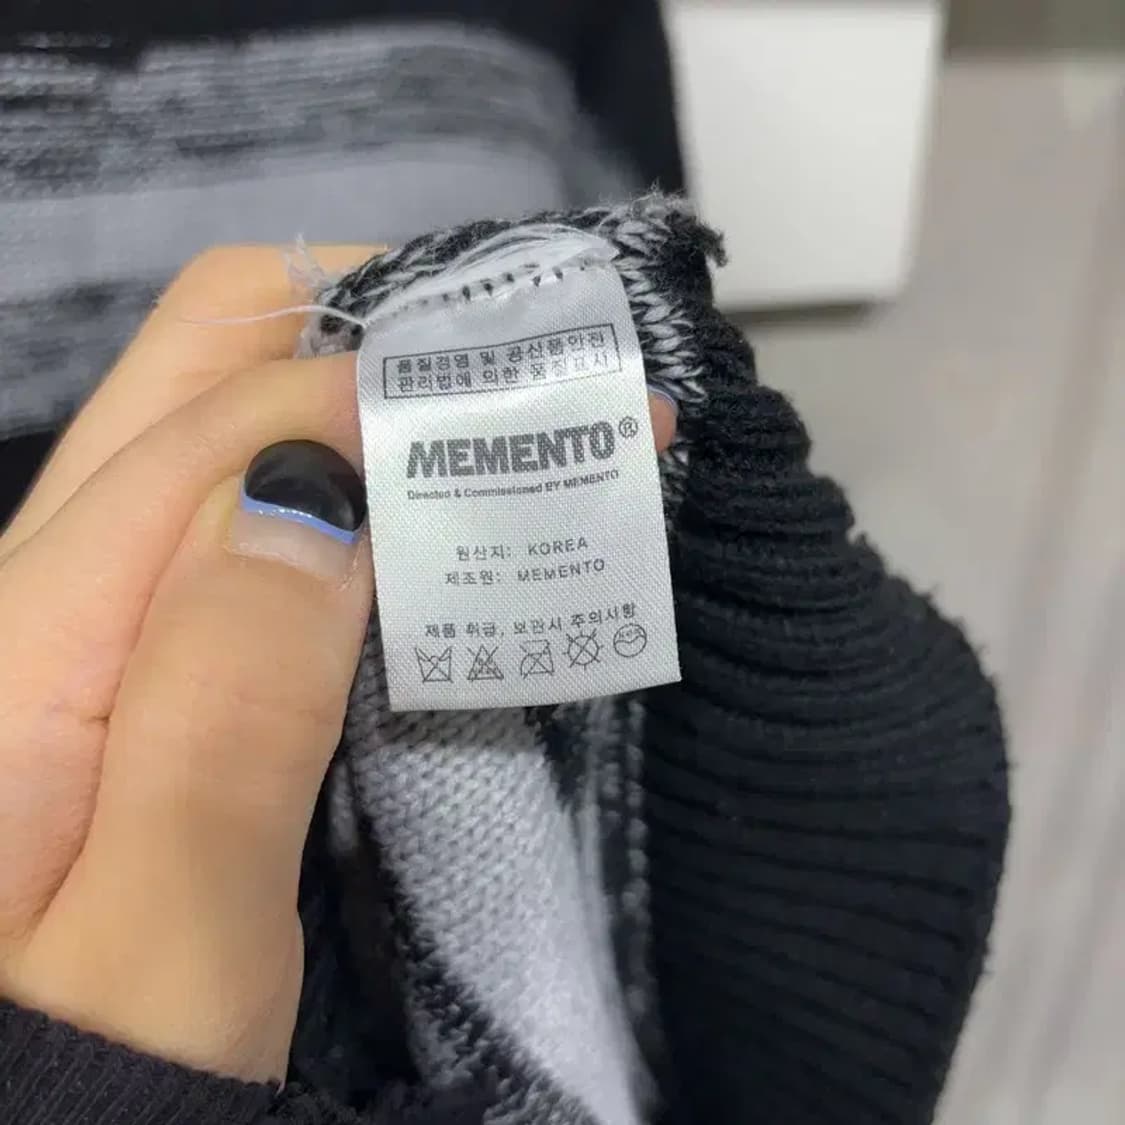 품질경영 및 공산품안전
관리법에 의한 품질표시
MEMENTO®
Directed & Commissioned BY MEMENTO
원산지: KOREA
제조원: MEMENTO
제품 취급, 보관시 주의사항